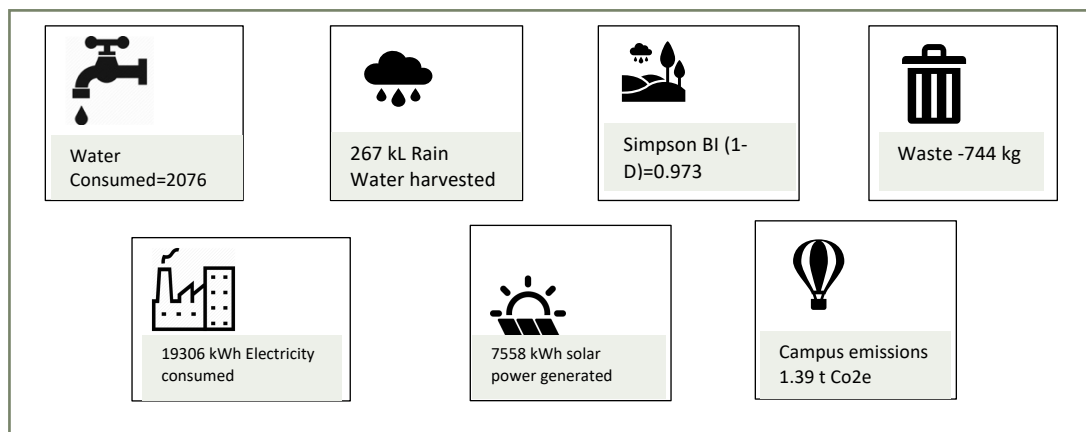 Water
Consumed=2076
267 kL Rain
Water harvested
Simpson BI (1-
D)=0.973
Waste -744 kg
19306 kWh Electricity
consumed
7558 kWh solar
power generated
Campus emissions
1.39 t Co2e